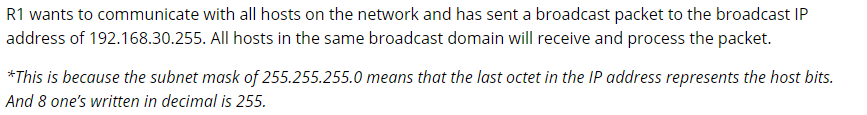 R1 wants to communicate with all hosts on the network and has sent a broadcast packet to the broadcast IP
address of 192.168.30.255. All hosts in the same broadcast domain will receive and process the packet.
*This is because the subnet mask of 255.255.255.0 means that the last octet in the IP address represents the host bits.
And 8 one’s written in decimal is 255.